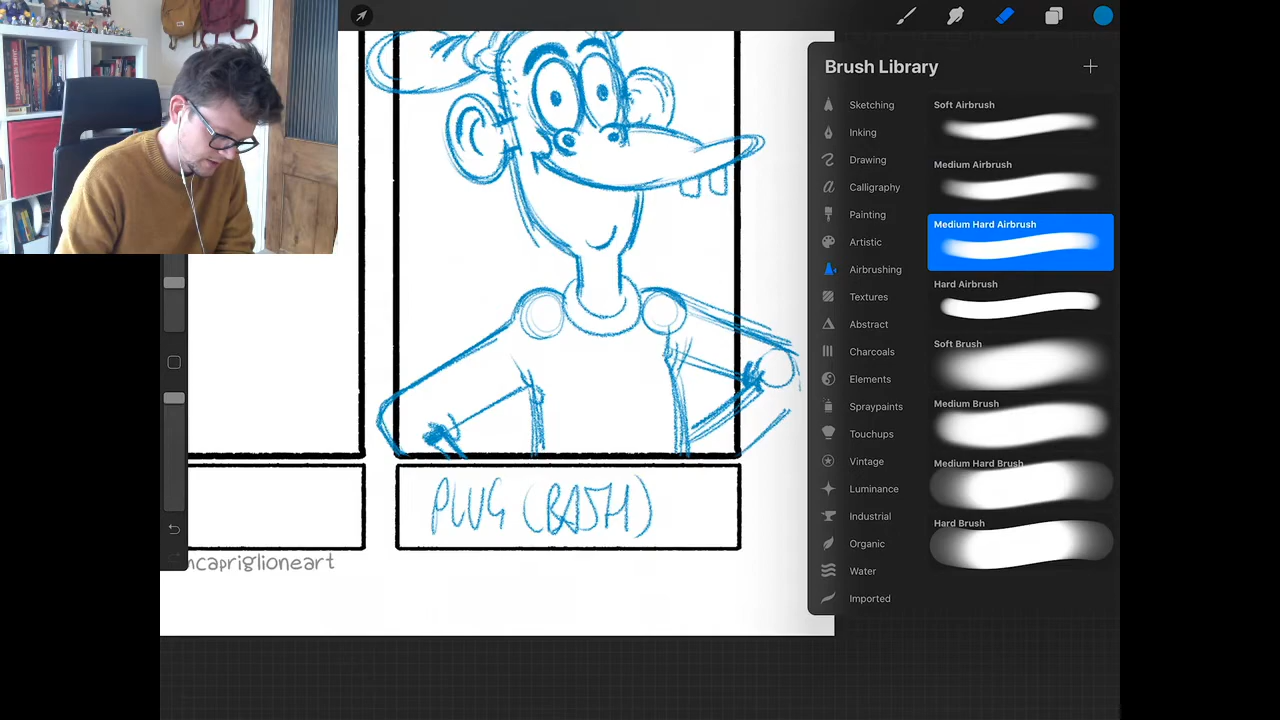 Brush Library
Sketching
Inking
Drawing
Calligraphy
Painting
Artistic
Airbrushing
Textures
Abstract
Charcoals
Elements
Spraypaints
Touchups
Vintage
Luminance
Industrial
Organic
Water
Imported
Soft Airbrush
Medium Airbrush
Medium Hard Airbrush
Hard Airbrush
Soft Brush
Medium Brush
Medium Hard Brush
Hard Brush
PLUG (BASH)
ncapriglioneart